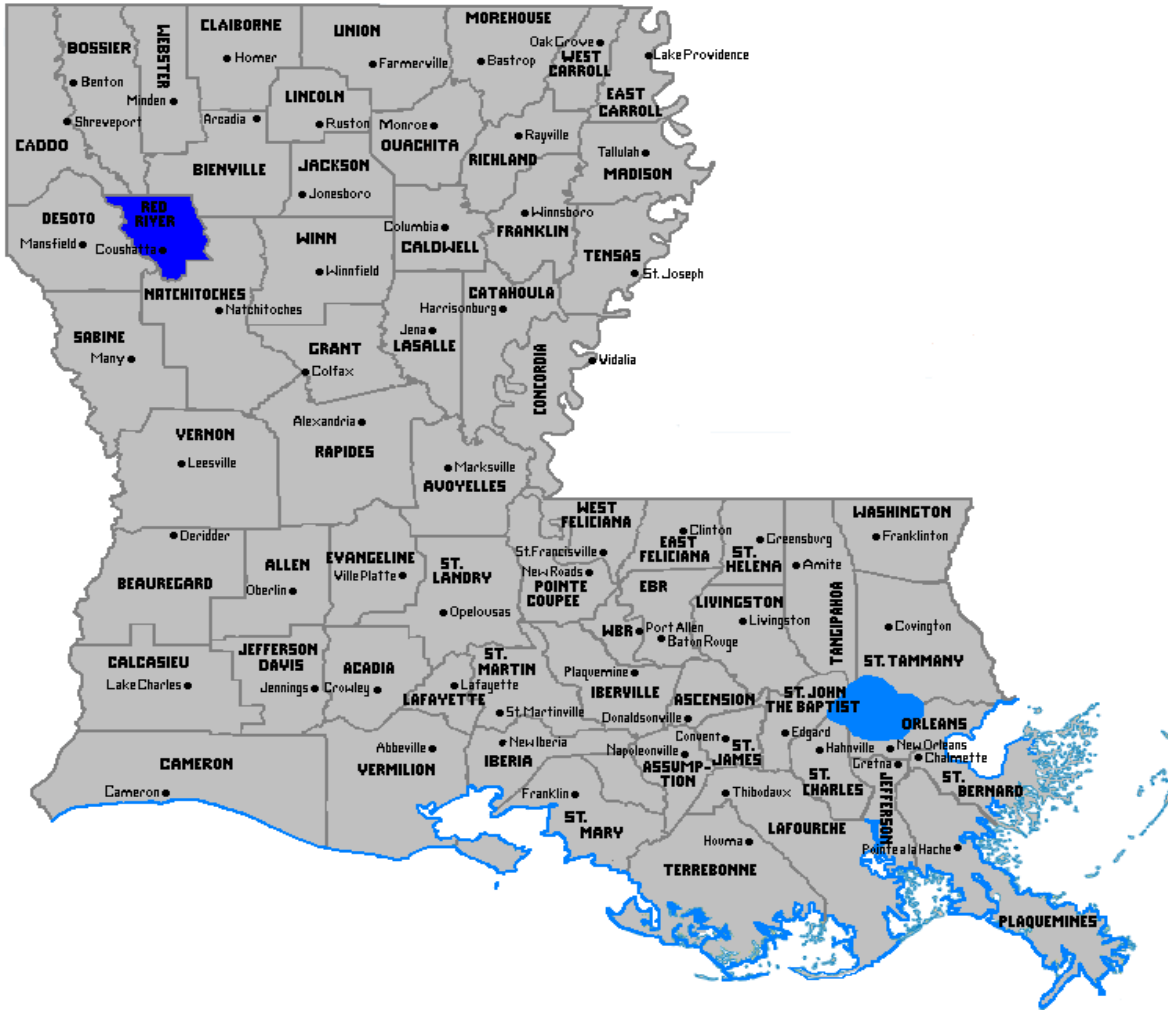 MOREHOUSE
CLAIBORNE
UNION
Oak Grove
BOSSIER
WEBSTER
WEST
CARROLL
Lake Providence
Homer
Farmerville
Bastrop
Benton
EAST
CARROLL
Minden
LINCOLN
Shreveport
Arcadia
Ruston
Monroe
Rayville
CADDO
OUACHITA
RICHLAND
Tallulah
MADISON
BIENVILLE
JACKSON
Jonesboro
RED
RIVER
DESOTO
Mansfield
Coushatta
WINN
Columbia
CALDWELL
Winnsboro
FRANKLIN
TENSAS
Winnfield
St. Joseph
NATCHITOCHES
Natchitoches
CATAHOULA
Harrisonburg
SABINE
Many
GRANT
Colfax
Jena
LASALLE
CONCORDIA
Vidalia
Alexandria
VERNON
Leesville
RAPIDES
Marksville
AVOYELLES
WEST
FELICIANA
WASHINGTON
Franklinton
Deridder
Clinton
EAST
FELICIANA
Greensburg
ST.
HELENA
ALLEN
Oberlin
EVANGELINE
Ville Platte
ST.
LANDRY
St. Francisville
New Roads
POINTE
COUPEE
Amite
BEAUREGARD
EBR
LIVINGSTON
Livingston
TANGIPAHOA
Opelousas
WBR
Port Allen
Baton Rouge
Covington
ST. TAMMANY
CALCASIEU
Lake Charles
JEFFERSON
DAVIS
Jennings
ACADIA
Crowley
LAFAYETTE
Lafayette
ST.
MARTIN
St. Martinville
Plaquemine
IBERVILLE
ASCENSION
Donaldsonville
ST. JOHN
THE BAPTIST
ORLEANS
Edgard
Convent
ST.
JAMES
Hahnville
New Orleans
Chalmette
Gretna
CAMERON
Cameron
Abbeville
VERMILION
New Iberia
IBERIA
Napoleonville
ASSUMP-
TION
ST.
CHARLES
JEFFERSON
ST.
BERNARD
Franklin
ST.
MARY
Thibodaux
LAFOURCHE
Houma
TERREBONNE
Pointe a la Hache
PLAQUEMINES